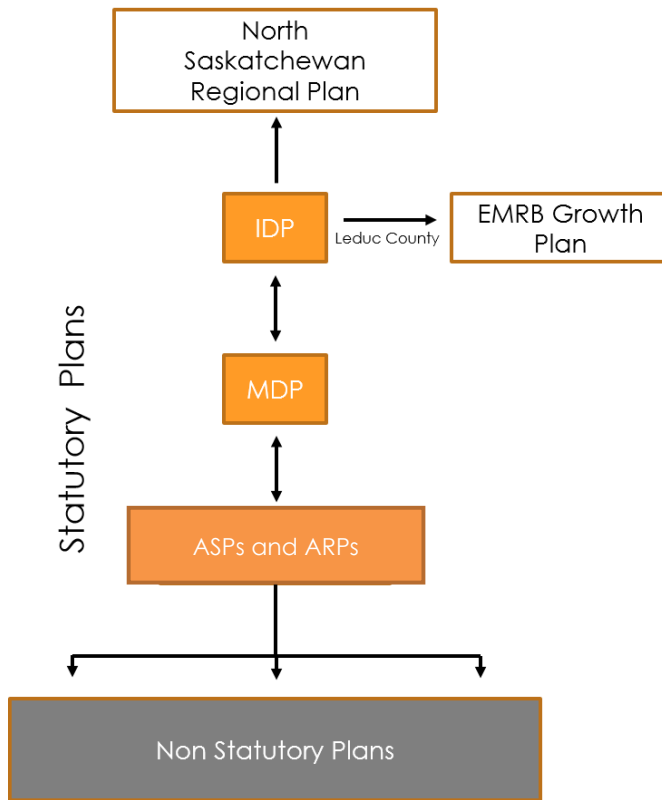 North
Saskatchewan
Regional Plan
IDP
Leduc County
EMRB Growth
Plan
MDP
Statutory Plans
ASPs and ARPs
Non Statutory Plans